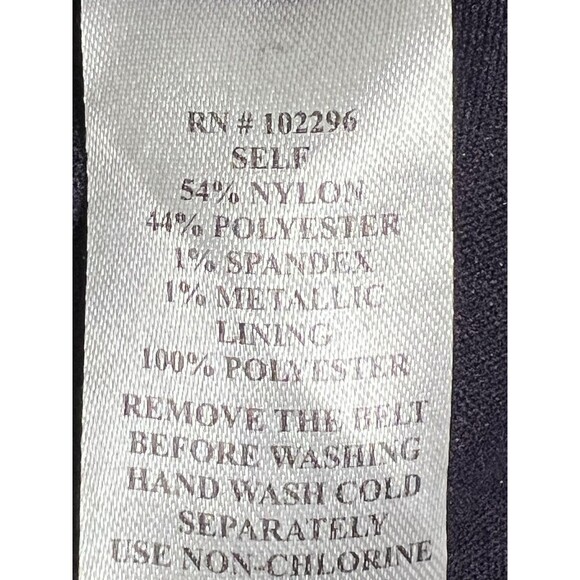 RN # 102296
SELF
54% NYLON
44% POLYESTER
1% SPANDEX
1% METALLIC
LINING
100% POLYESTER
REMOVE THE BELT
BEFORE WASHING
HAND WASH COLD
SEPARATELY
USE NON-CHLORINE